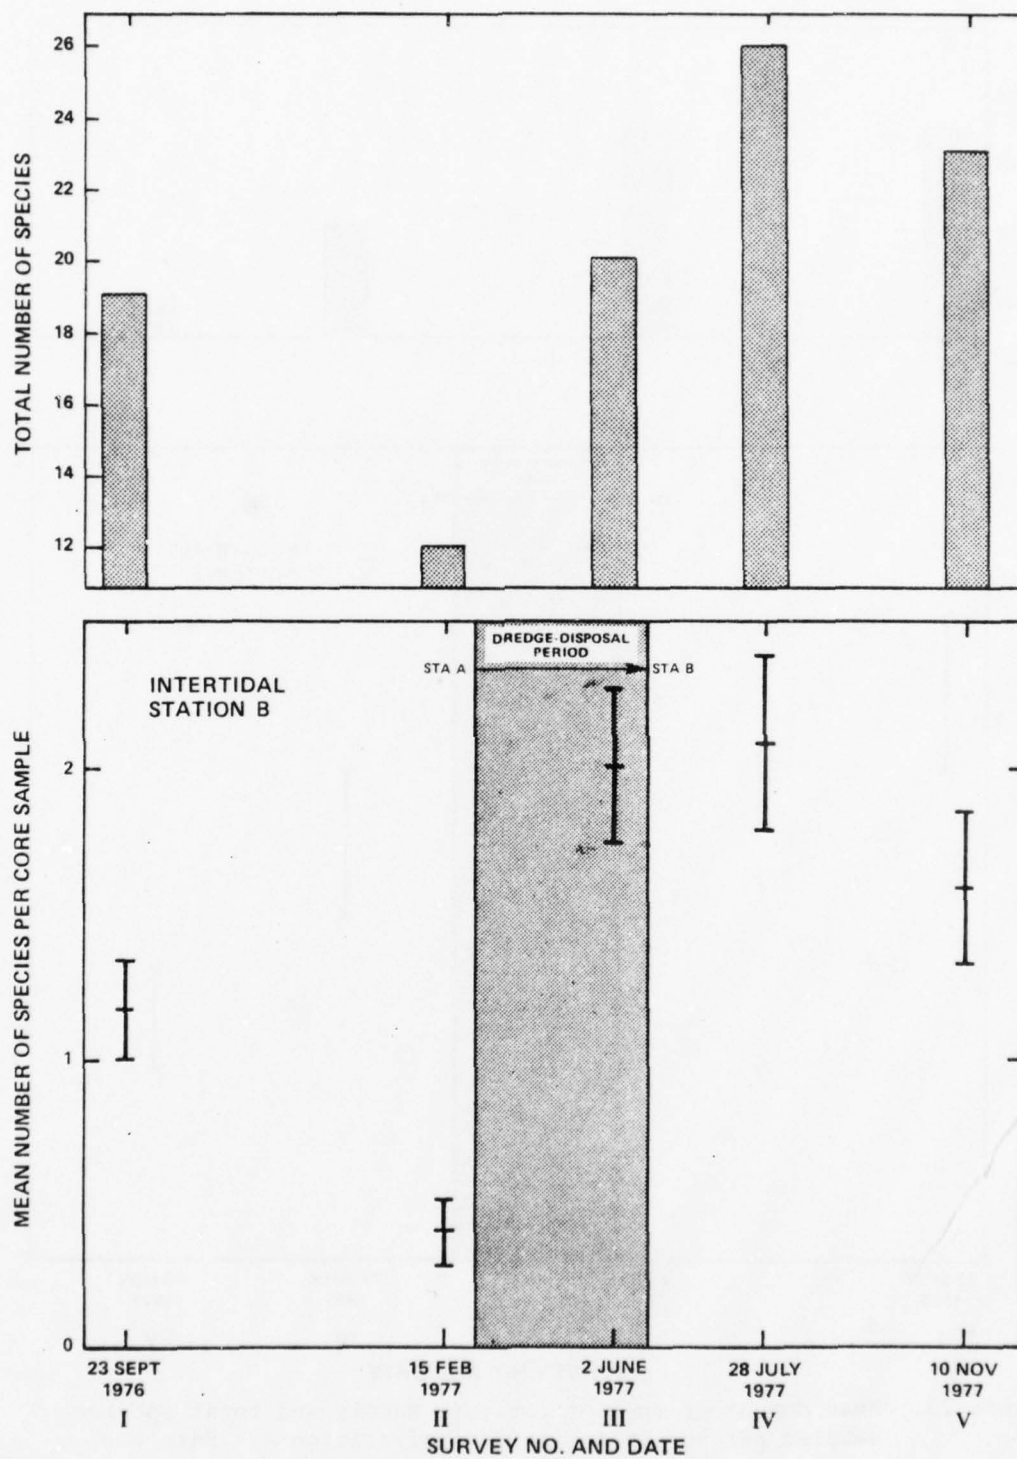 26
24
22
20
18
16
14
12
TOTAL NUMBER OF SPECIES
DREDGE-DISPOSAL
PERIOD
STA A
STA B
INTERTIDAL
STATION B
2
1
0
MEAN NUMBER OF SPECIES PER CORE SAMPLE
23 SEPT
1976
I
15 FEB
1977
II
2 JUNE
1977
III
28 JULY
1977
IV
10 NOV
1977
V
SURVEY NO. AND DATE